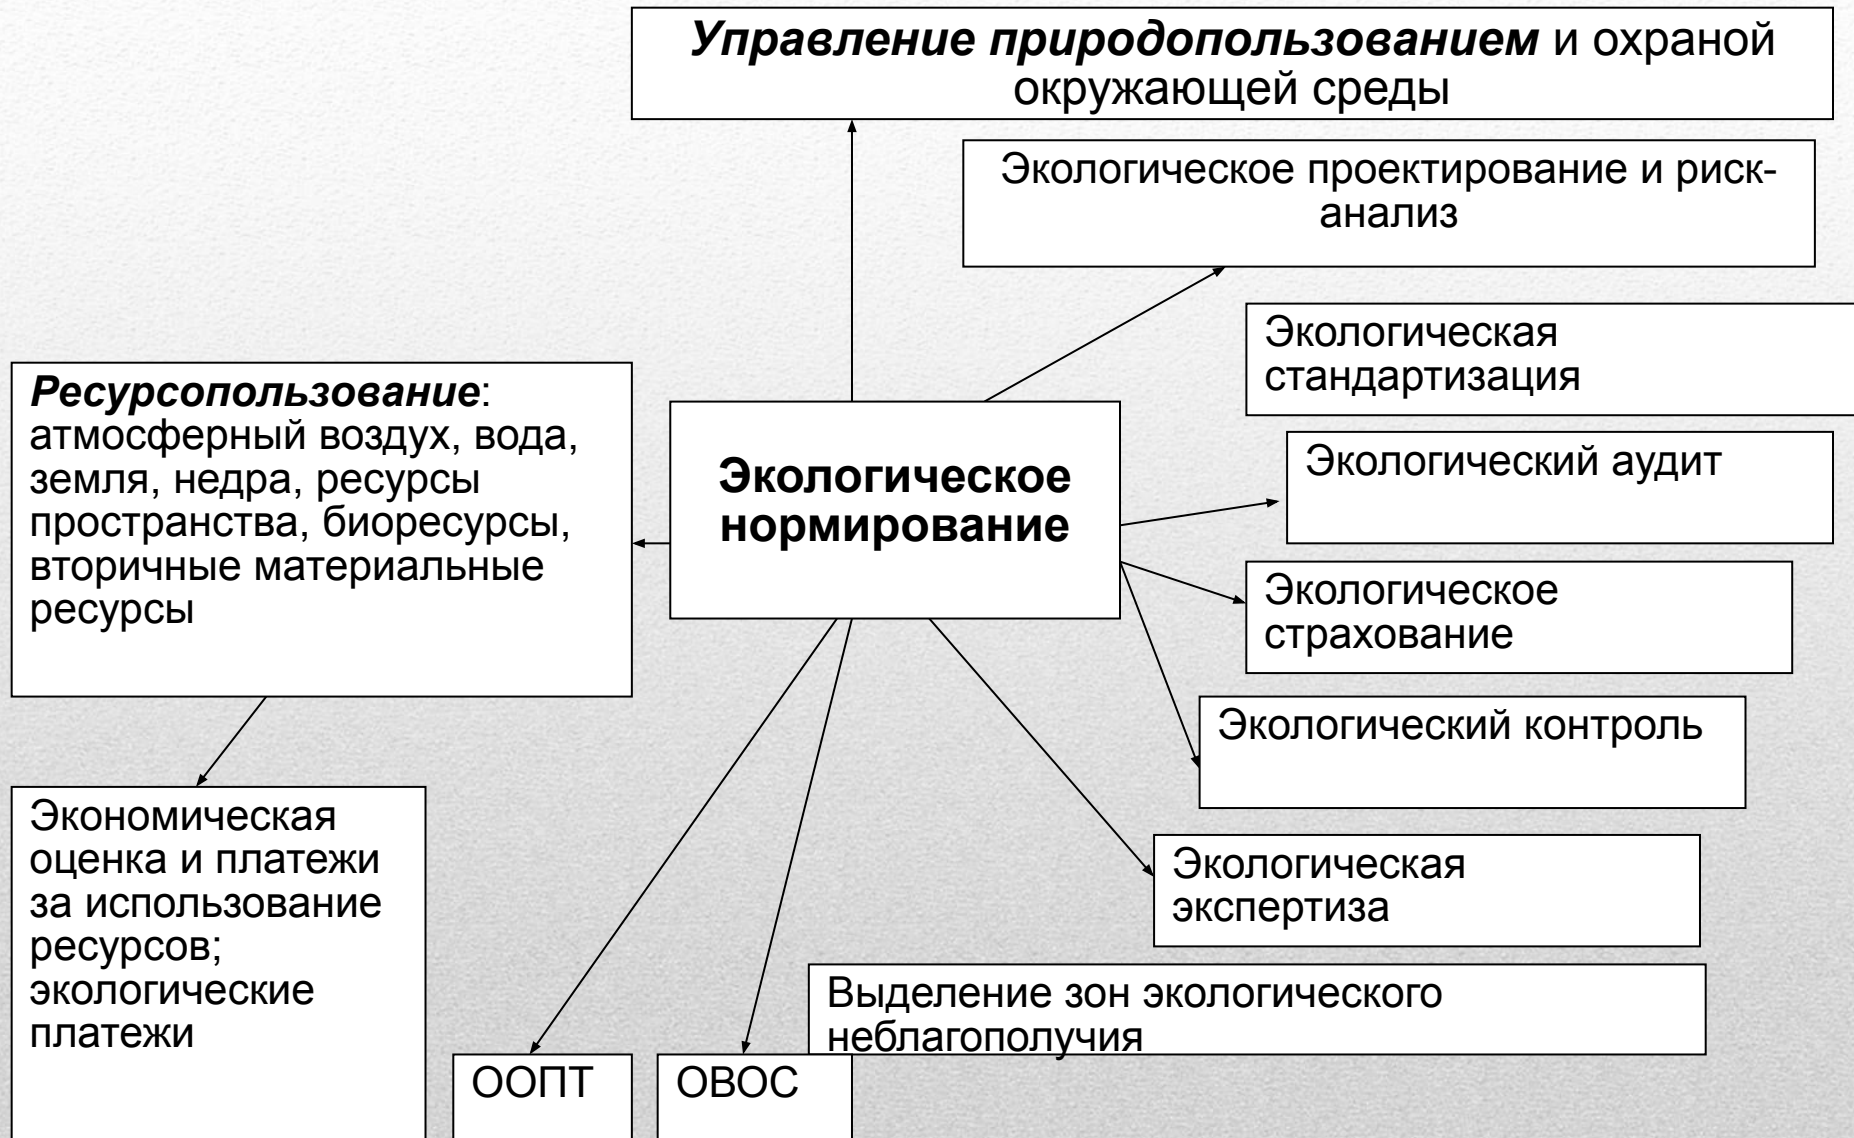 Управление природопользованием и охраной
окружающей среды
Экологическое проектирование и риск-
анализ
Экологическая
стандартизация
Ресурсопользование:
атмосферный воздух, вода,
земля, недра, ресурсы
пространства, биоресурсы,
вторичные материальные
ресурсы
Экологическое
нормирование
Экологический аудит
Экологическое
страхование
Экологический контроль
Экономическая
оценка и платежи
за использование
ресурсов;
экологические
платежи
Экологическая
экспертиза
Выделение зон экологического
неблагополучия
ООПТ
ОВОС